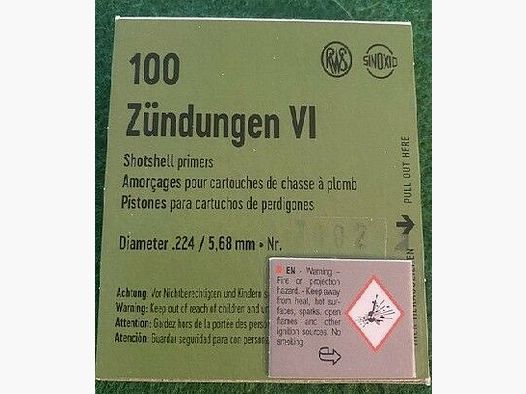 100
RWS
SINOXID
Zündungen VI
Shotshell primers
Amorçages pour cartouches de chasse à plomb
Pistones para cartuchos de perdigones
PULL OUT HERE
Diameter .224 / 5,68 mm • Nr.
Achtung: Vor Nichtberechtigten und Kindern
Warning: Keep out of reach of children and
Attention: Gardez hors de la portée des
Atención: Guardar seguridad para con
EN - Warning –
Fire or projection
hazard. - Keep away
from heat, hot sur-
faces, sparks, open
flames and other
ignition sources. No
smoking